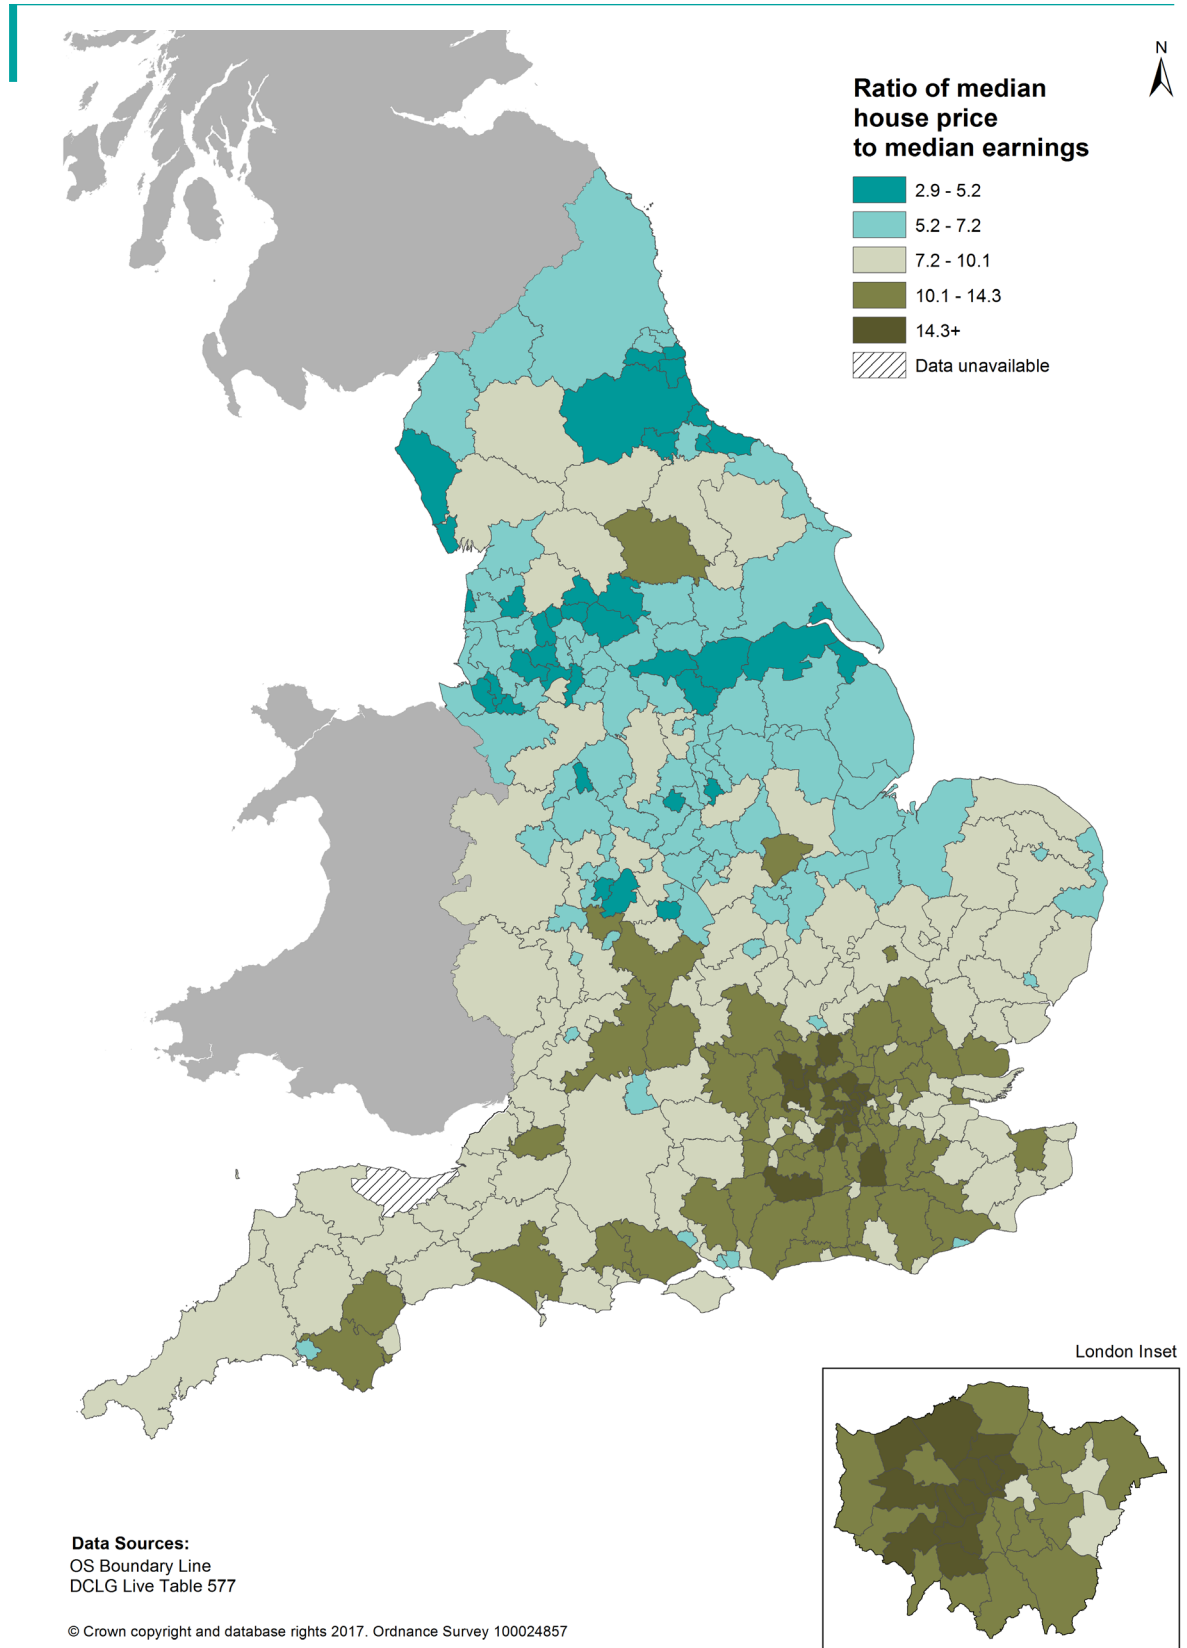 N
Ratio of median
house price
to median earnings
2.9 - 5.2
5.2 - 7.2
7.2 - 10.1
10.1 - 14.3
14.3+
Data unavailable
London Inset
Data Sources:
OS Boundary Line
DCLG Live Table 577
© Crown copyright and database rights 2017. Ordnance Survey 100024857